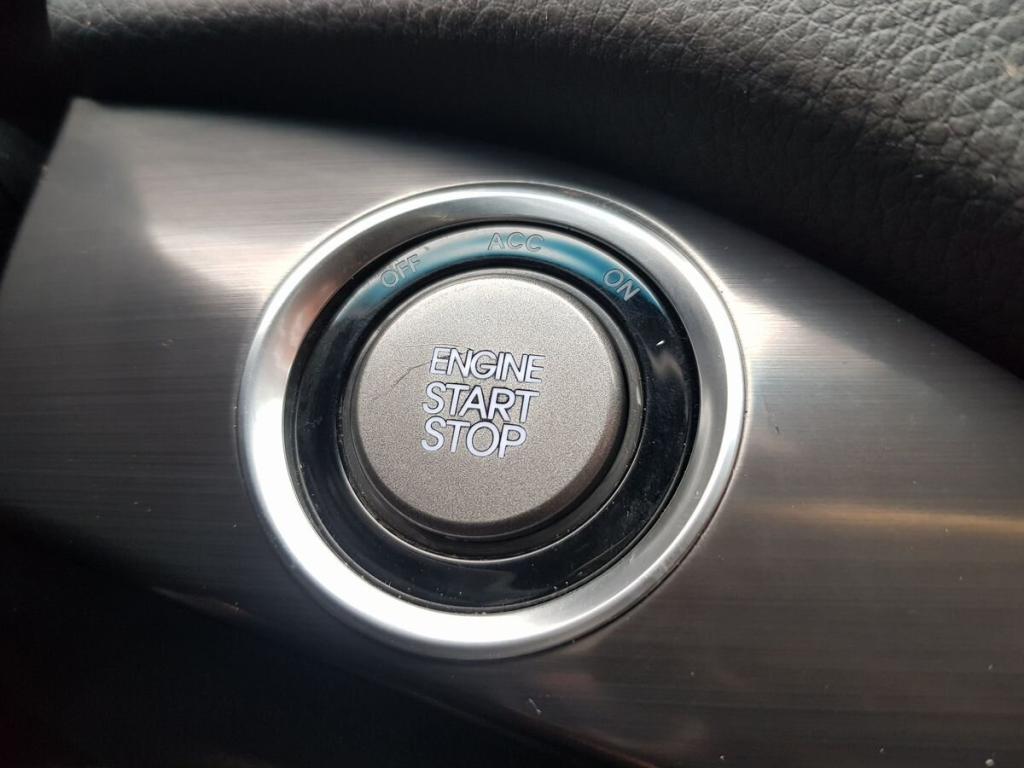 OFF ACC ON
ENGINE
START
STOP